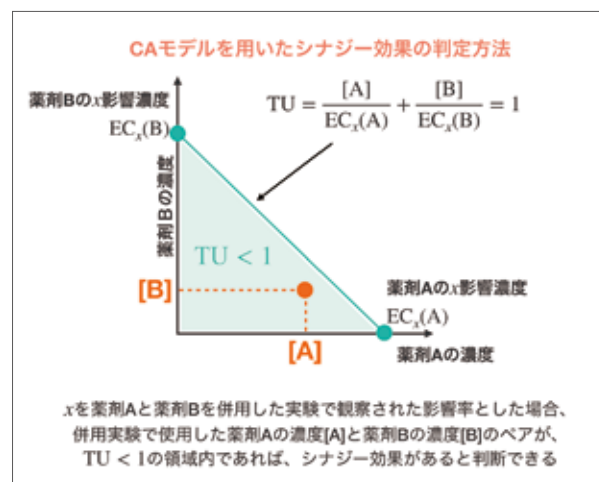 CAモデルを用いたシナジー効果の判定方法
薬剤Bのx影響濃度
ECx(B)
TU = [A]/ECx(A) + [B]/ECx(B) = 1
薬剤Bの濃度
TU < 1
[B]
薬剤Aのx影響濃度
ECx(A)
[A]
薬剤Aの濃度
xを薬剤Aと薬剤Bを併用した実験で観察された影響率とした場合、
併用実験で使用した薬剤Aの濃度[A]と薬剤Bの濃度[B]のペアが、
TU < 1の領域内であれば、シナジー効果があると判断できる